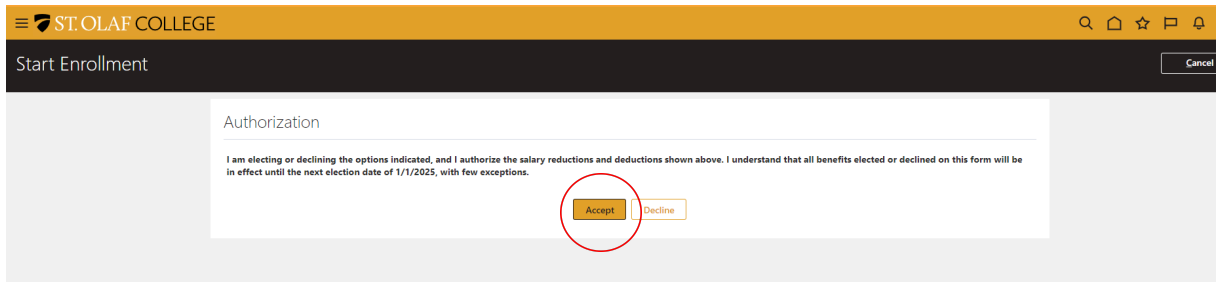 ST. OLAF COLLEGE
Start Enrollment
Cancel
Authorization
I am electing or declining the options indicated, and I authorize the salary reductions and deductions shown above. I understand that all benefits elected or declined on this form will be
in effect until the next election date of 1/1/2025, with few exceptions.
Accept Decline